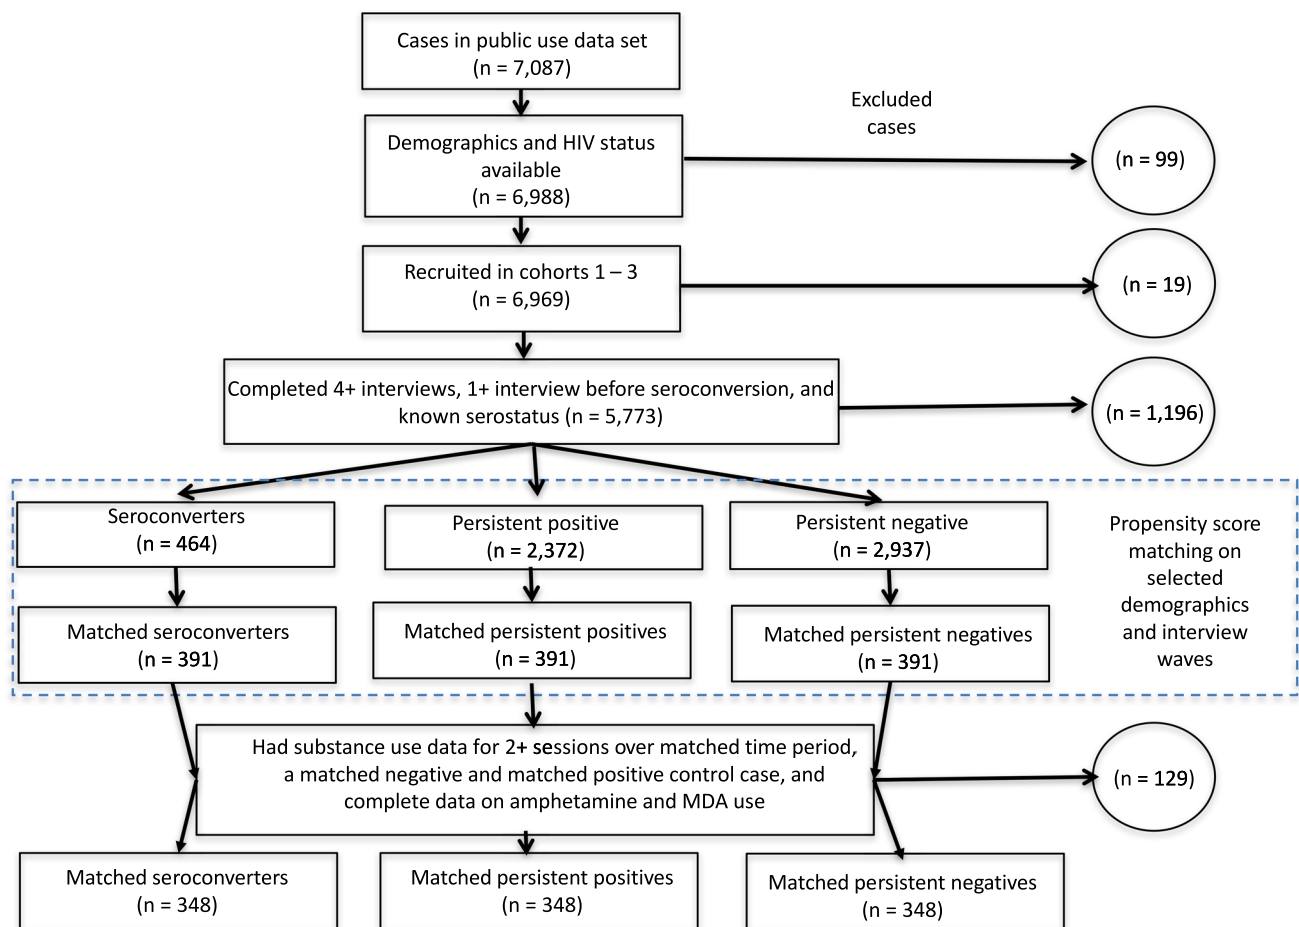 Cases in public use data set
(n = 7,087)
Excluded
cases
Demographics and HIV status
available
(n = 6,988)
(n = 99)
Recruited in cohorts 1 – 3
(n = 6,969)
(n = 19)
Completed 4+ interviews, 1+ interview before seroconversion, and
known serostatus (n = 5,773)
(n = 1,196)
Seroconverters
(n = 464)
Persistent positive
(n = 2,372)
Persistent negative
(n = 2,937)
Propensity score
matching on
selected
demographics
and interview
waves
Matched seroconverters
(n = 391)
Matched persistent positives
(n = 391)
Matched persistent negatives
(n = 391)
Had substance use data for 2+ sessions over matched time period,
a matched negative and matched positive control case, and
complete data on amphetamine and MDA use
(n = 129)
Matched seroconverters
(n = 348)
Matched persistent positives
(n = 348)
Matched persistent negatives
(n = 348)